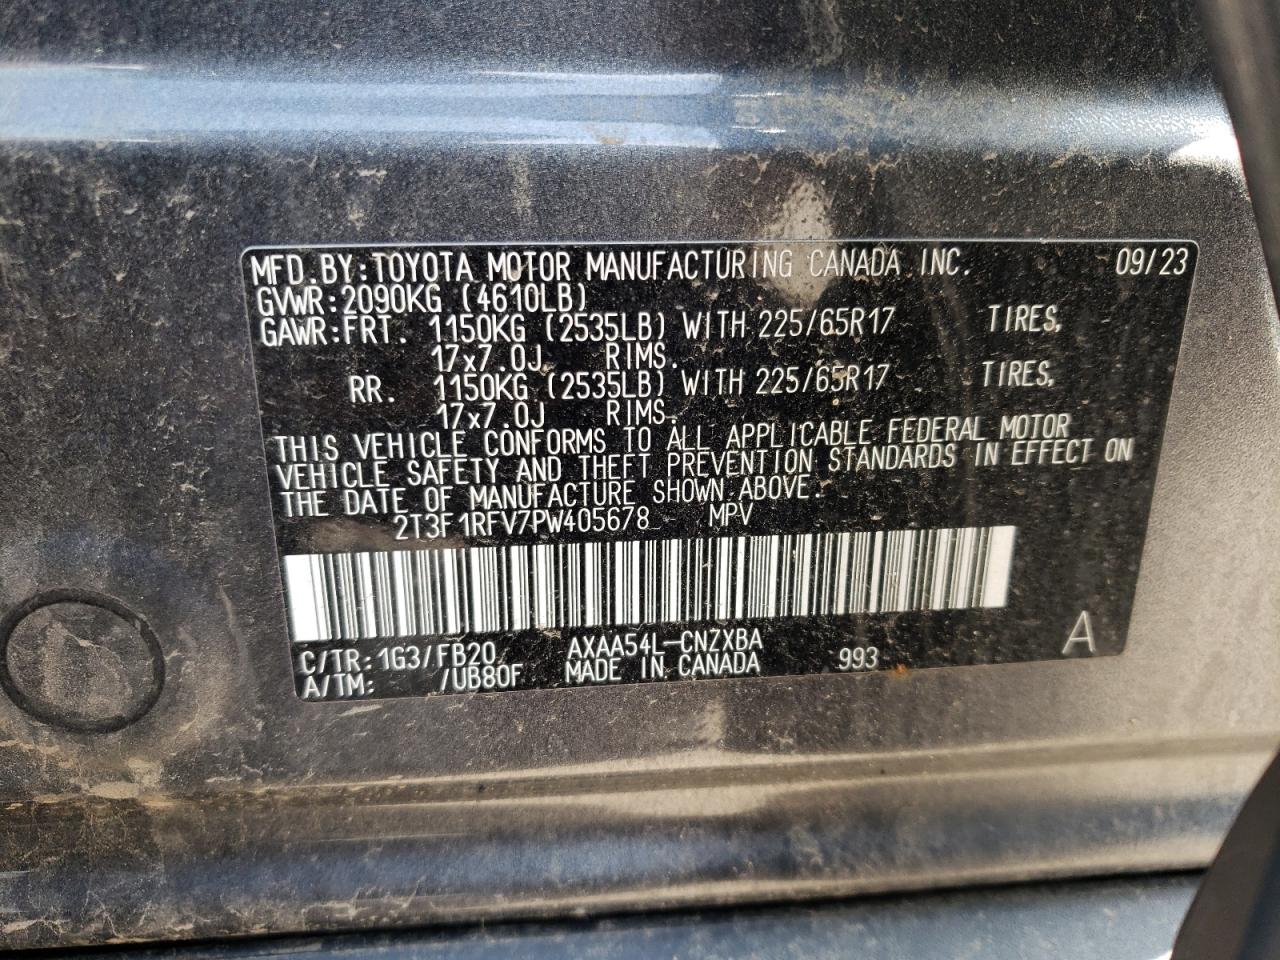 MFD.BY:TOYOTA MOTOR MANUFACTURING CANADA INC. 09/23
GVWR:2090KG (4610LB)
GAWR:FRT. 1150KG (2535LB) WITH 225/65R17 TIRES,
17x7.0J RIMS.
RR. 1150KG (2535LB) WITH 225/65R17 TIRES,
17x7.0J RIMS.
THIS VEHICLE CONFORMS TO ALL APPLICABLE FEDERAL MOTOR
VEHICLE SAFETY AND THEFT PREVENTION STANDARDS IN EFFECT ON
THE DATE OF MANUFACTURE SHOWN ABOVE.
2T3F1RFV7PW405678 MPV
C/TR:1G3/FB20 AXAA54L-CNZXBA
A/TM: /UB80F MADE IN CANADA 993 A